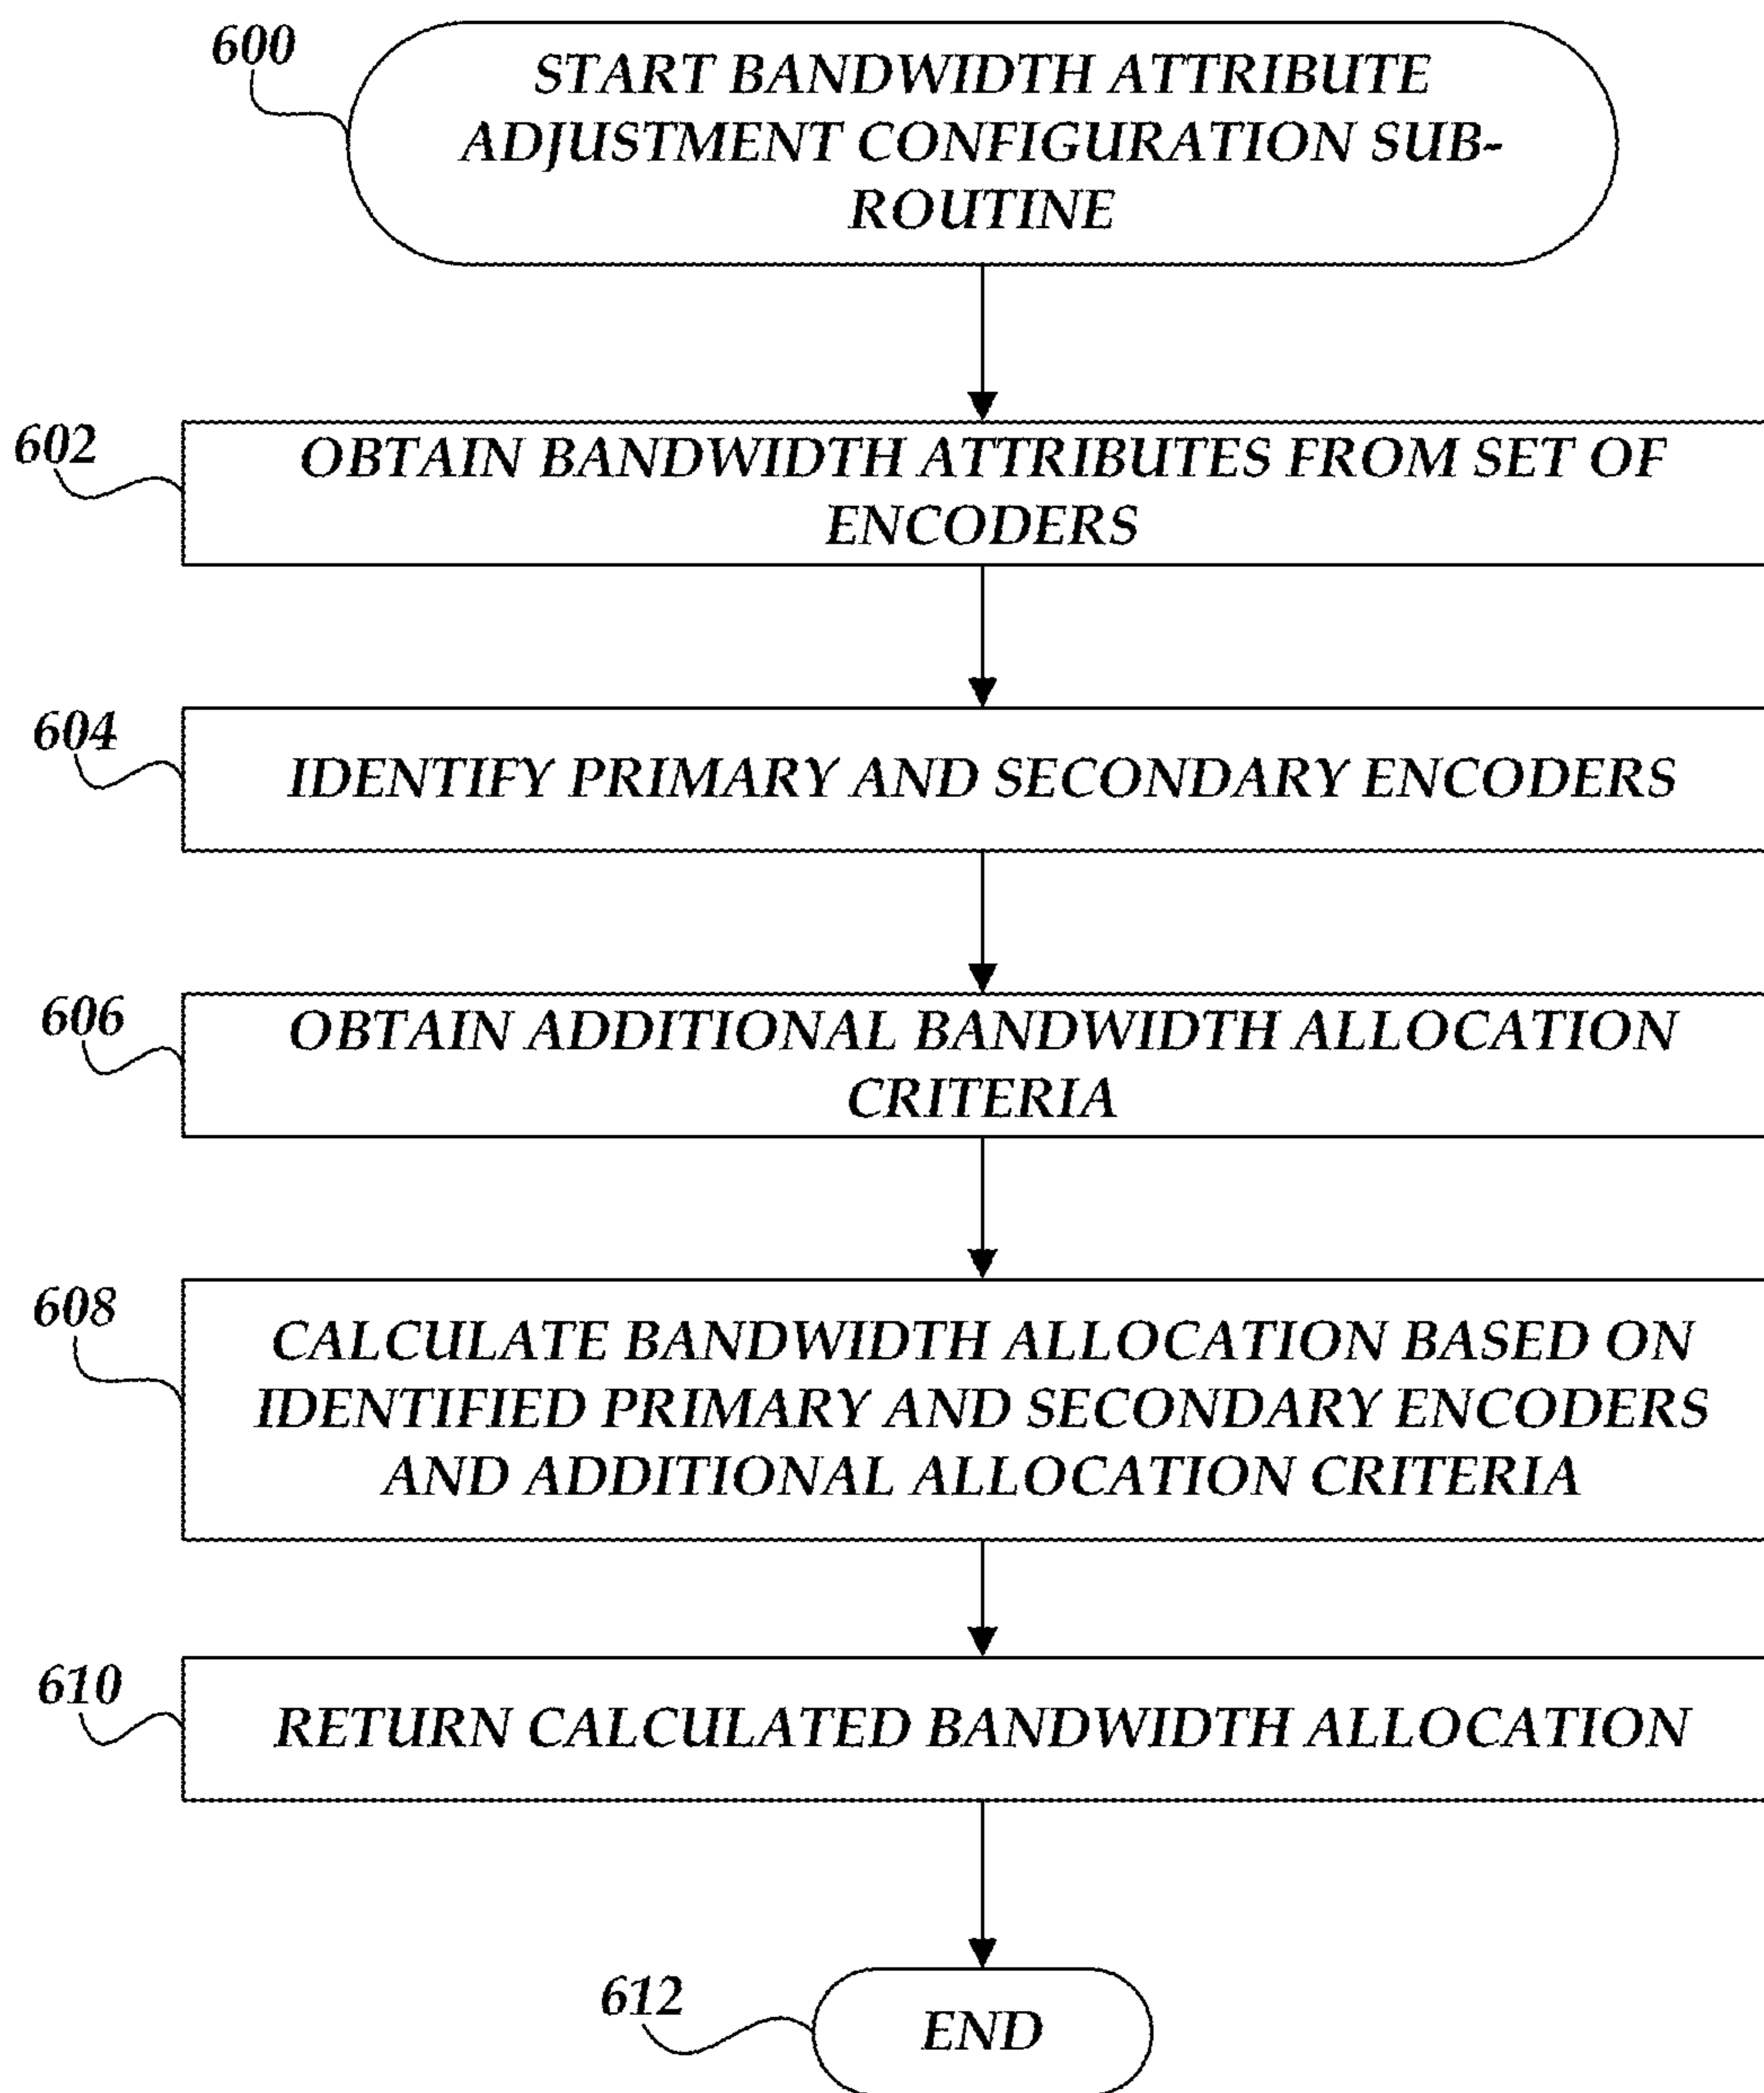 600
START BANDWIDTH ATTRIBUTE
ADJUSTMENT CONFIGURATION SUB-
ROUTINE
602
OBTAIN BANDWIDTH ATTRIBUTES FROM SET OF
ENCODERS
604
IDENTIFY PRIMARY AND SECONDARY ENCODERS
606
OBTAIN ADDITIONAL BANDWIDTH ALLOCATION
CRITERIA
608
CALCULATE BANDWIDTH ALLOCATION BASED ON
IDENTIFIED PRIMARY AND SECONDARY ENCODERS
AND ADDITIONAL ALLOCATION CRITERIA
610
RETURN CALCULATED BANDWIDTH ALLOCATION
612
END